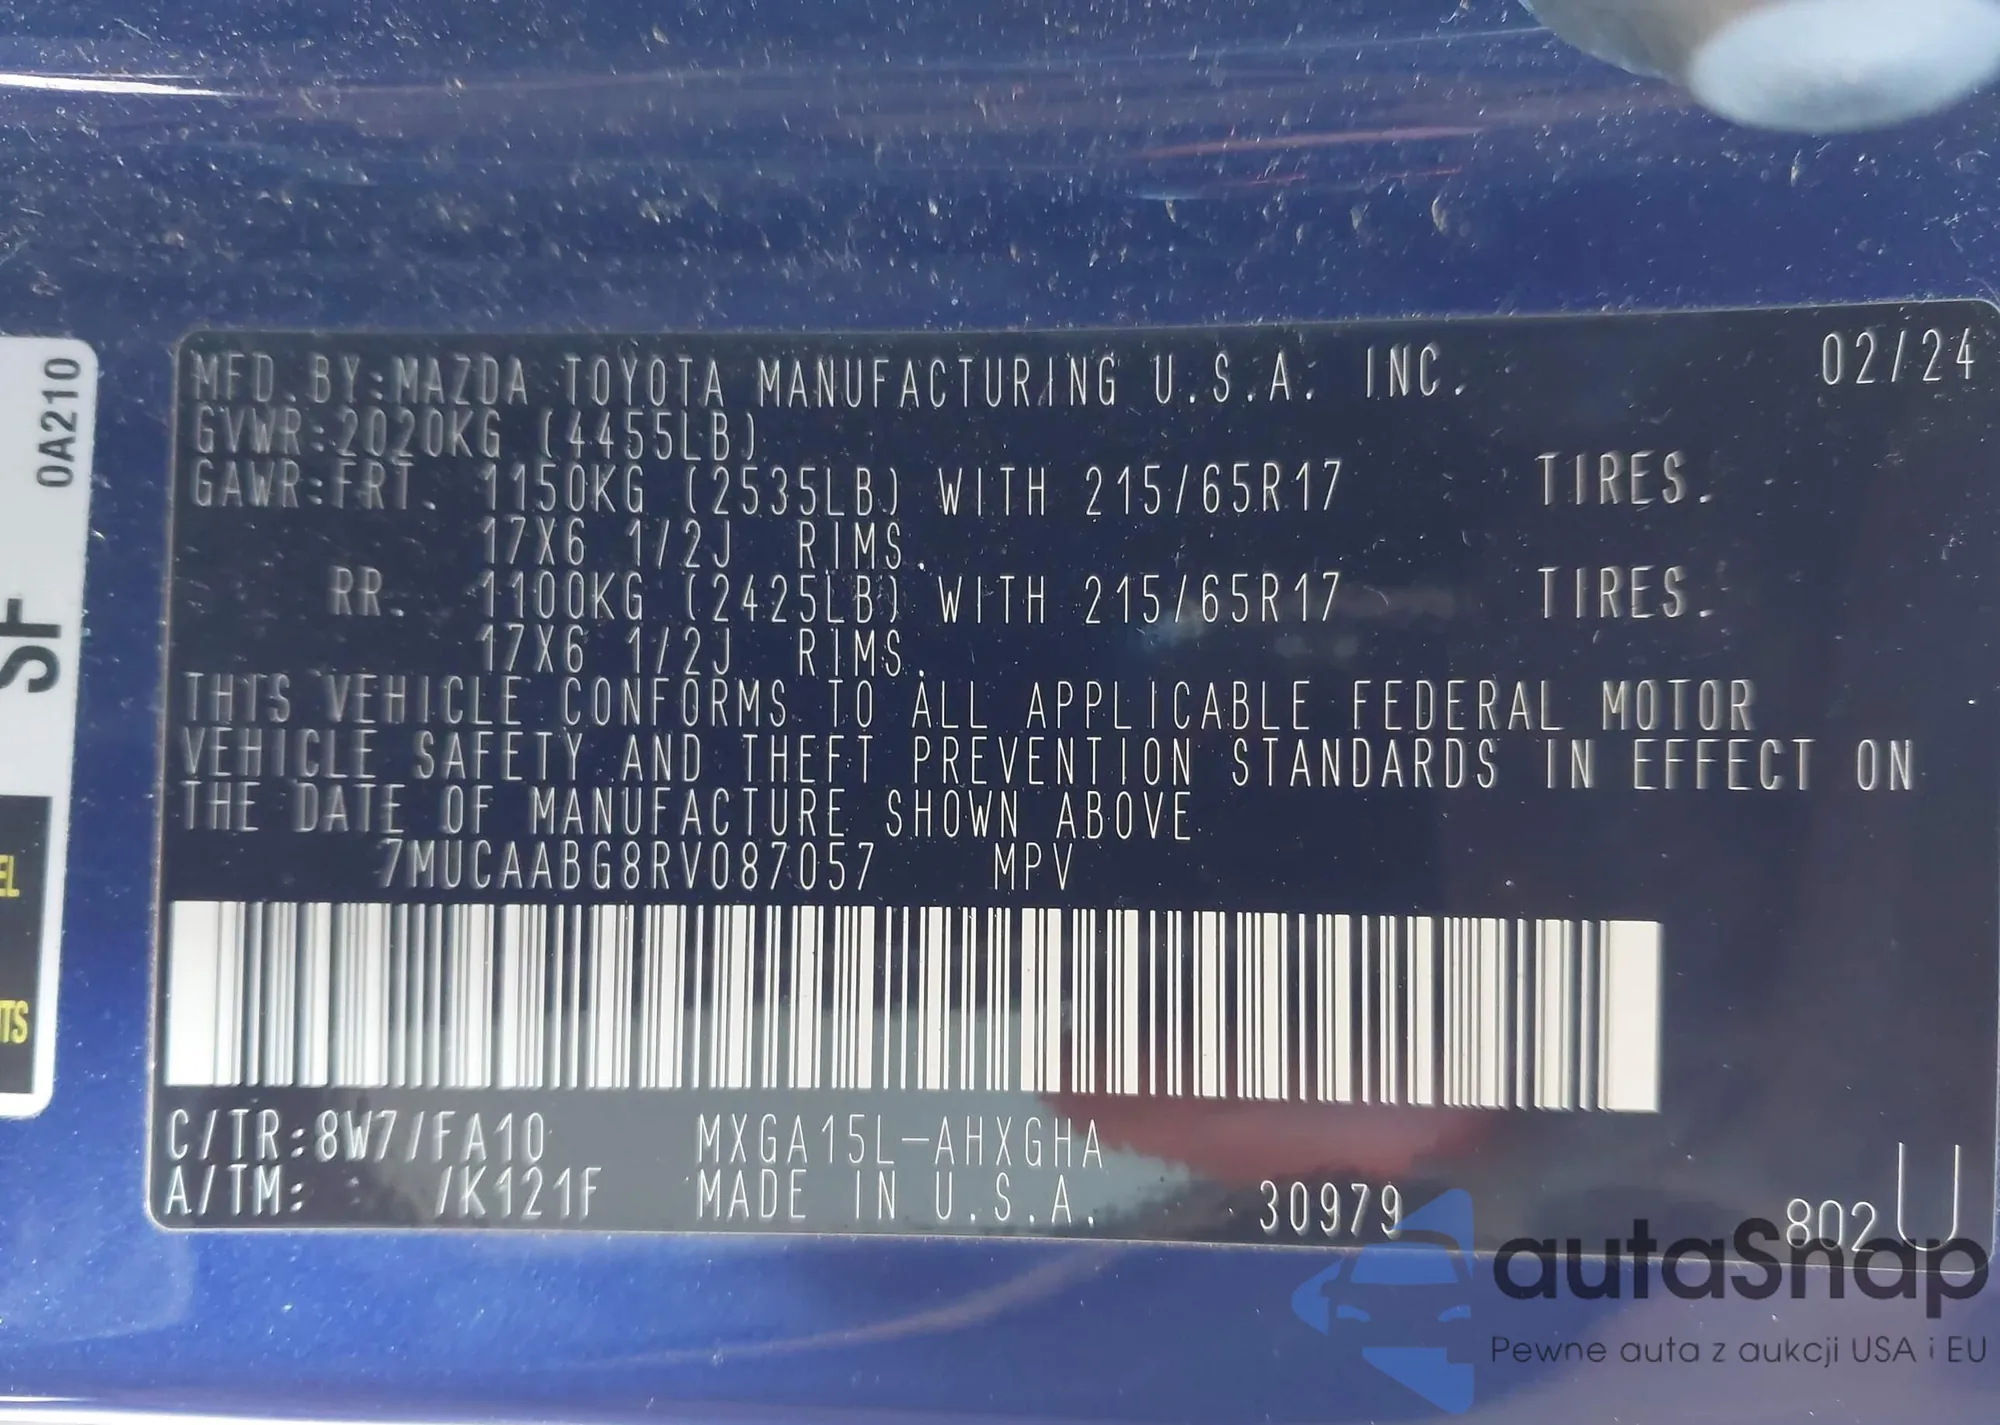 MFD. BY:MAZDA TOYOTA MANUFACTURING U.S.A. INC. 02/24
GVWR:2020KG (4455LB)
GAWR:FRT. 1150KG (2535LB) WITH 215/65R17 TIRES.
17X6 1/2J RIMS.
RR. 1100KG (2425LB) WITH 215/65R17 TIRES.
17X6 1/2J RIMS.
THIS VEHICLE CONFORMS TO ALL APPLICABLE FEDERAL MOTOR
VEHICLE SAFETY AND THEFT PREVENTION STANDARDS IN EFFECT ON
THE DATE OF MANUFACTURE SHOWN ABOVE.
7MUCAABG8RV087057 MPV
C/TR:8W7/FA10 MXGA15L-AHXGHA
A/TM: /K121F MADE IN U.S.A. 30979 802U
0A210
SF
autaSnap
Pewne auta z aukcji USA i EU